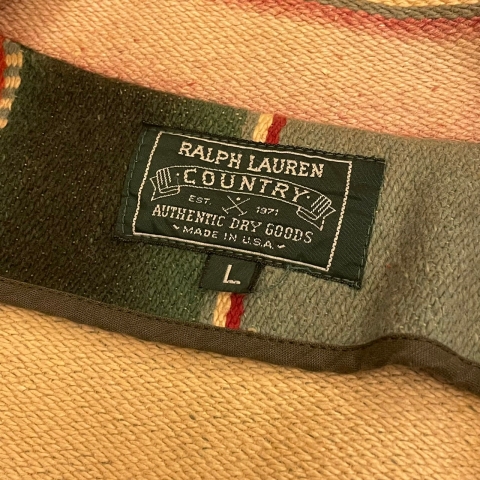 RALPH LAUREN
COUNTRY
EST. 1971
AUTHENTIC DRY GOODS
MADE IN U.S.A.
L